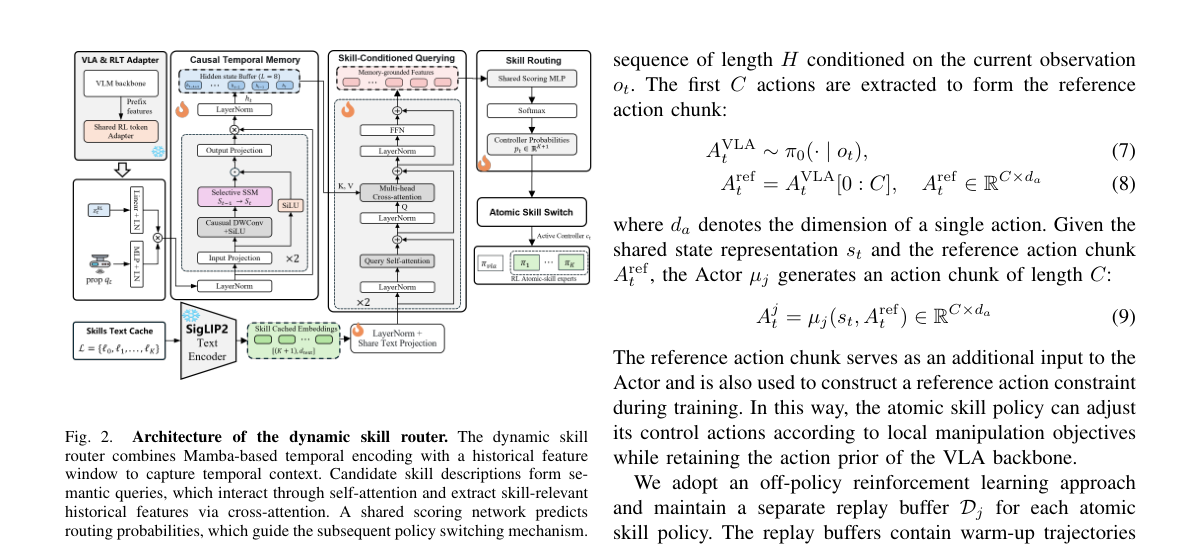 VLA & RLT Adapter
VLM backbone
Prefix
features
Shared RL token
Adapter
Linear + LN
MLP + LN
prop q_t
Causal Temporal Memory
Hidden state Buffer (L = 8)
h_t
LayerNorm
Output Projection
Selective SSM
S_{t-1} → S_t
SiLU
Causal DWConv
+SiLU
Input Projection
×2
LayerNorm
Skill-Conditioned Querying
Memory-grounded Features
FFN
LayerNorm
K, V
Multi-head
Cross-attention
Q
LayerNorm
Query Self-attention
LayerNorm
×2
Skill Routing
Shared Scoring MLP
Softmax
Controller Probabilities
p_t ∈ ℝ^{K+1}
Atomic Skill Switch
Active Controller c_t
π_vla π_1 ⋯ π_K
RL Atomic-skill experts
Skills Text Cache
ℒ = {ℓ_0, ℓ_1, …, ℓ_K}
SigLIP2
Text
Encoder
Skill Cached Embeddings
[(K + 1), d_text]
LayerNorm +
Share Text Projection
Fig. 2. Architecture of the dynamic skill router. The dynamic skill
router combines Mamba-based temporal encoding with a historical feature
window to capture temporal context. Candidate skill descriptions form se-
mantic queries, which interact through self-attention and extract skill-relevant
historical features via cross-attention. A shared scoring network predicts
routing probabilities, which guide the subsequent policy switching mechanism.
sequence of length H conditioned on the current observation
o_t. The first C actions are extracted to form the reference
action chunk:
A_t^{VLA} ∼ π_0(· | o_t), (7)
A_t^{ref} = A_t^{VLA}[0 : C], A_t^{ref} ∈ ℝ^{C×d_a} (8)
where d_a denotes the dimension of a single action. Given the
shared state representation s_t and the reference action chunk
A_t^{ref}, the Actor μ_j generates an action chunk of length C:
A_t^j = μ_j(s_t, A_t^{ref}) ∈ ℝ^{C×d_a} (9)
The reference action chunk serves as an additional input to the
Actor and is also used to construct a reference action constraint
during training. In this way, the atomic skill policy can adjust
its control actions according to local manipulation objectives
while retaining the action prior of the VLA backbone.
We adopt an off-policy reinforcement learning approach
and maintain a separate replay buffer 𝒟_j for each atomic
skill policy. The replay buffers contain warm-up trajectories